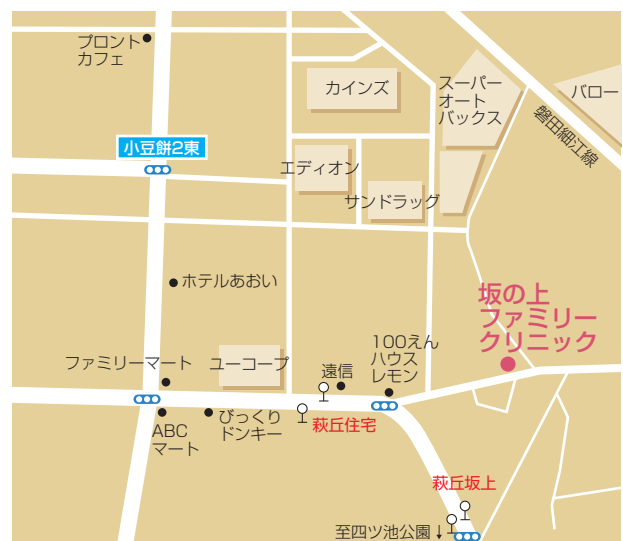 プロント
カフェ
カインズ
スーパー
オート
バックス
バロー
磐田細江線
小豆餅2東
エディオン
サンドラッグ
ホテルあおい
坂の上
ファミリー
クリニック
100えん
ハウス
レモン
ファミリーマート
ユーコープ
遠信
ABC
マート
びっくり
ドンキー
萩丘住宅
萩丘坂上
至四ツ池公園↓